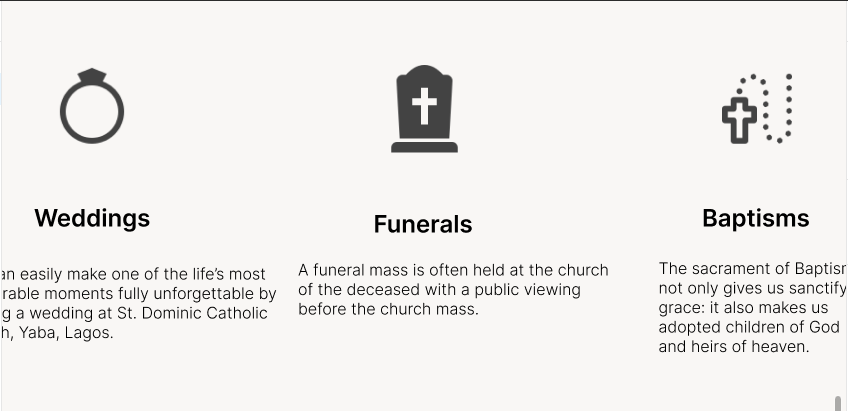 Weddings
an easily make one of the life’s most
rable moments fully unforgettable by
g a wedding at St. Dominic Catholic
h, Yaba, Lagos.
Funerals
A funeral mass is often held at the church
of the deceased with a public viewing
before the church mass.
Baptisms
The sacrament of Baptis
not only gives us sanctify
grace: it also makes us
adopted children of God
and heirs of heaven.